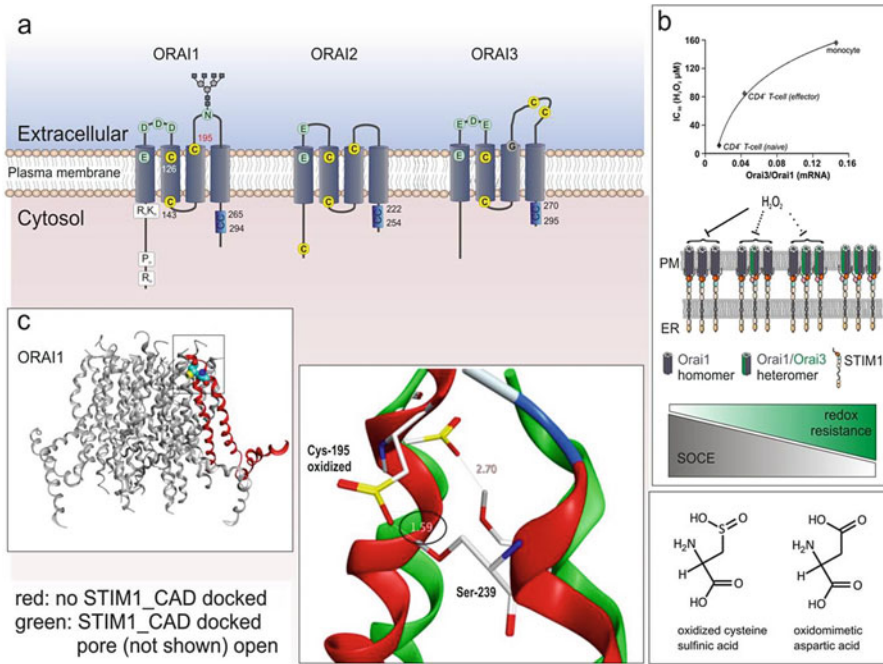 a
ORAI1
ORAI2
ORAI3
Extracellular
Plasma membrane
Cytosol
E
D
D
D
C
126
C
143
C
195
N
265
294
C
C
E
E
C
C
C
222
254
C
C
E
E
D
E
C
G
C
C
C
270
295
C
C
b
IC50 (H2O2 µM)
160
120
80
40
0
monocyte
CD4+ T-cell (effector)
CD4+ T-cell (naive)
0.04
0.08
0.12
0.16
Orai3/Orai1 (mRNA)
H2O2
PM
ER
Orai1
homomer
Orai1/Orai3
heteromer
STIM1
redox
resistance
SOCE
c
ORAI1
red: no STIM1_CAD docked
green: STIM1_CAD docked
pore (not shown) open
Cys-195
oxidized
2.70
1.59
Ser-239
HO
S
O
H2N
H
O
HO
oxidized cysteine
sulfinic acid
HO
O
H2N
H
O
HO
oxidomimetic
aspartic acid